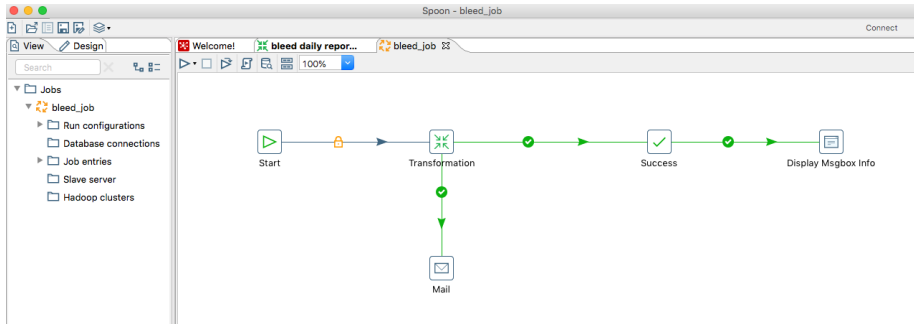 Spoon - bleed_job
Connect
View Design
Welcome! bleed daily repor... bleed_job
Search
100%
Jobs
bleed_job
Run configurations
Database connections
Job entries
Slave server
Hadoop clusters
Start Transformation Success Display Msgbox Info
Mail